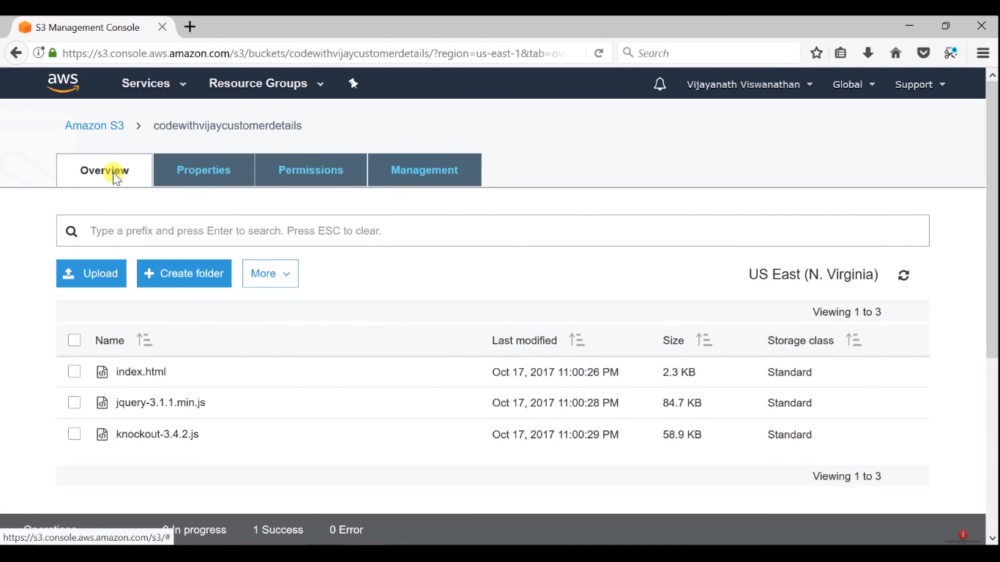 S3 Management Console
https://s3.console.aws.amazon.com/s3/buckets/codewithvijaycustomerdetails/?region=us-east-1&tab=ov
Search
aws Services Resource Groups Vijayanath Viswanathan Global Support
Amazon S3 > codewithvijaycustomerdetails
Overview Properties Permissions Management
Type a prefix and press Enter to search. Press ESC to clear.
Upload + Create folder More US East (N. Virginia)
Viewing 1 to 3
Name Last modified Size Storage class
index.html Oct 17, 2017 11:00:26 PM 2.3 KB Standard
jquery-3.1.1.min.js Oct 17, 2017 11:00:28 PM 84.7 KB Standard
knockout-3.4.2.js Oct 17, 2017 11:00:29 PM 58.9 KB Standard
Viewing 1 to 3
Operations 0 In progress 1 Success 0 Error
https://s3.console.aws.amazon.com/s3/#